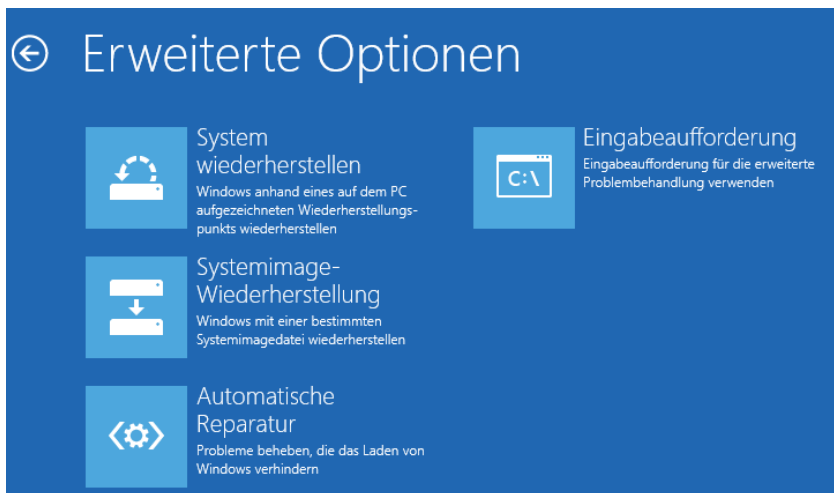 Erweiterte Optionen
System
wiederherstellen
Windows anhand eines auf dem PC
aufgezeichneten Wiederherstellungs-
punkts wiederherstellen
Systemimage-
Wiederherstellung
Windows mit einer bestimmten
Systemimagedatei wiederherstellen
Automatische
Reparatur
Probleme beheben, die das Laden von
Windows verhindern
C:\
Eingabeaufforderung
Eingabeaufforderung für die erweiterte
Problembehandlung verwenden